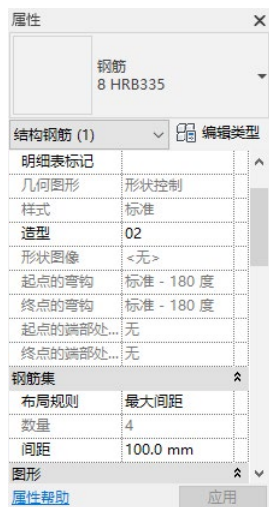 属性
钢筋
8 HRB335
结构钢筋 (1) 编辑类型
明细表标记
几何图形 形状控制
样式 标准
造型 02
形状图像 <无>
起点的弯钩 标准 - 180 度
终点的弯钩 标准 - 180 度
起点的端部处... 无
终点的端部处... 无
钢筋集
布局规则 最大间距
数量 4
间距 100.0 mm
图形
属性帮助 应用